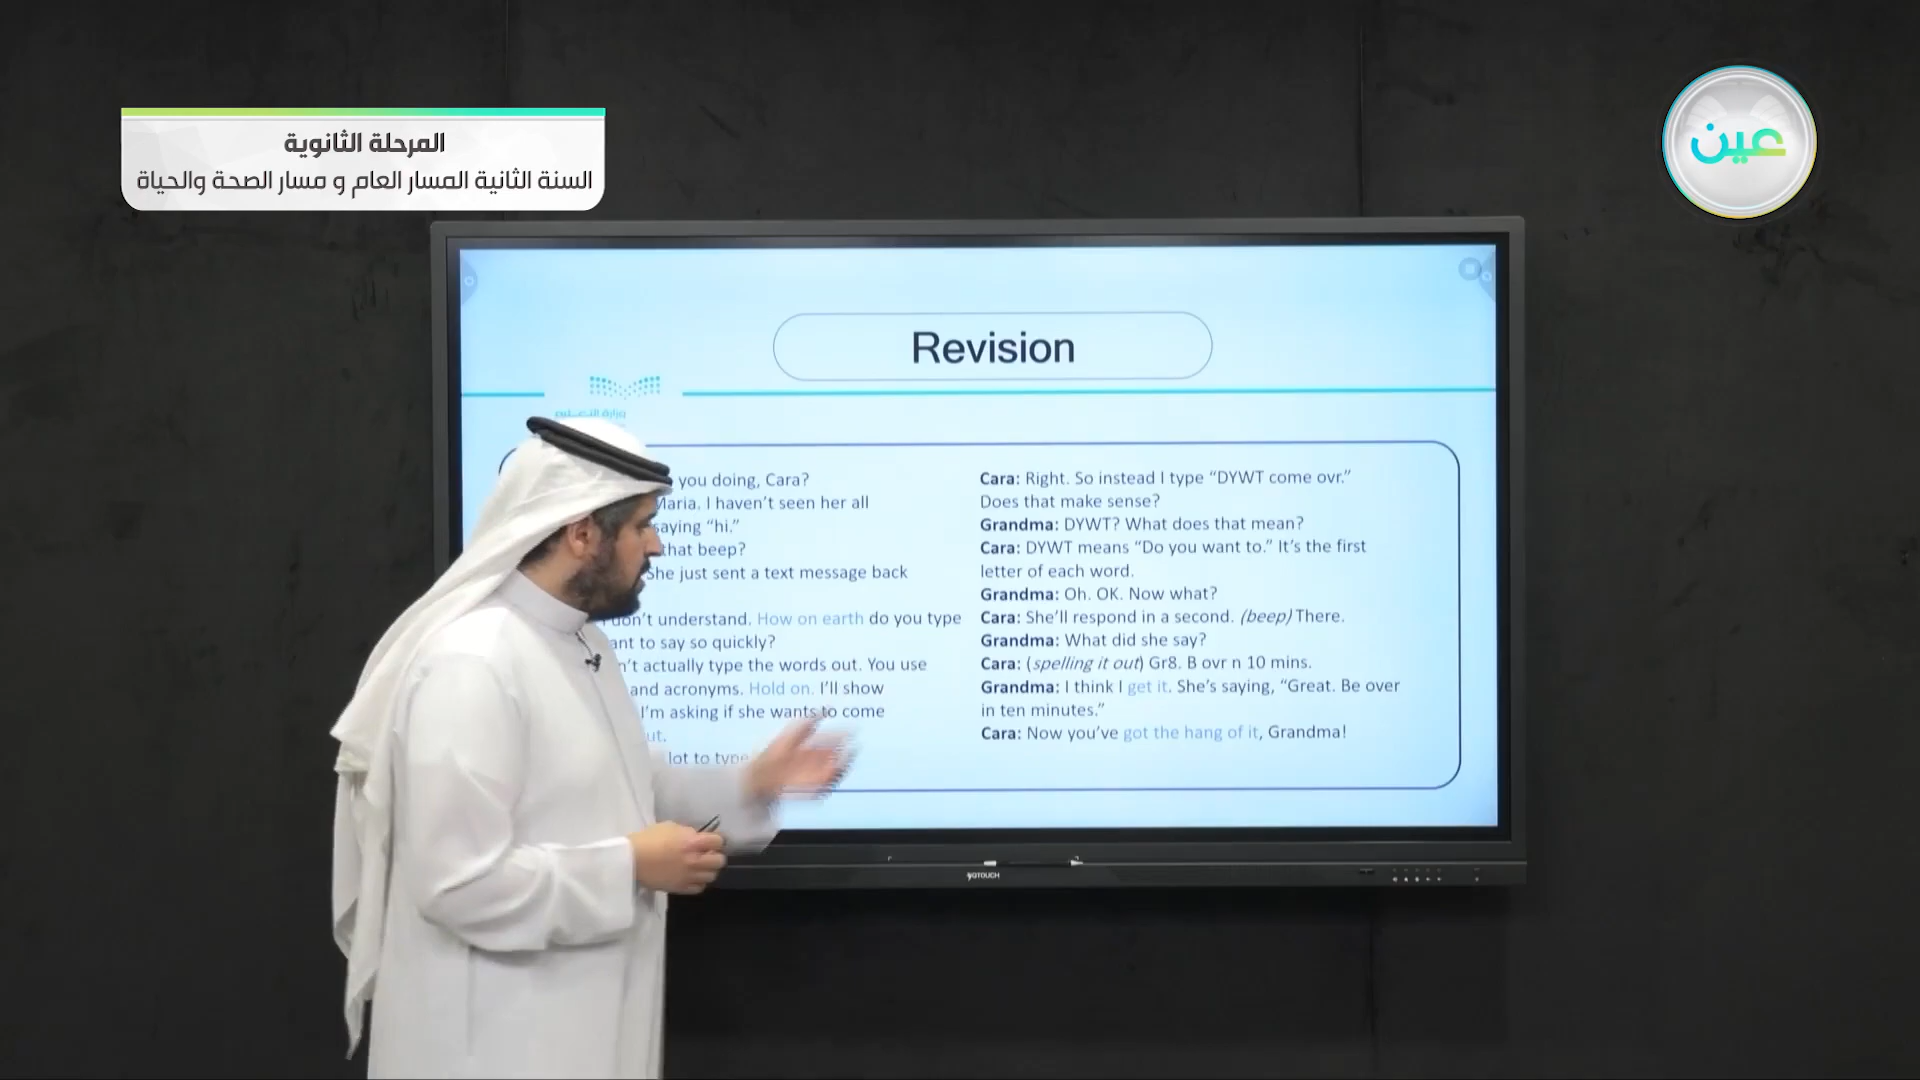 المرحلة الثانوية
السنة الثانية المسار العام و مسار الصحة والحياة
عين
Revision
وزارة التعليم
you doing, Cara?
Maria. I haven't seen her all
saying “hi.”
that beep?
She just sent a text message back
don't understand. How on earth do you type
to say so quickly?
actually type the words out. You use
and acronyms. Hold on. I'll show
I'm asking if she wants to come
lot to type
Cara: Right. So instead I type “DYWT come ovr.”
Does that make sense?
Grandma: DYWT? What does that mean?
Cara: DYWT means “Do you want to.” It's the first
letter of each word.
Grandma: Oh. OK. Now what?
Cara: She'll respond in a second. (beep) There.
Grandma: What did she say?
Cara: (spelling it out) Gr8. B ovr n 10 mins.
Grandma: I think I get it. She's saying, “Great. Be over
in ten minutes.”
Cara: Now you've got the hang of it, Grandma!